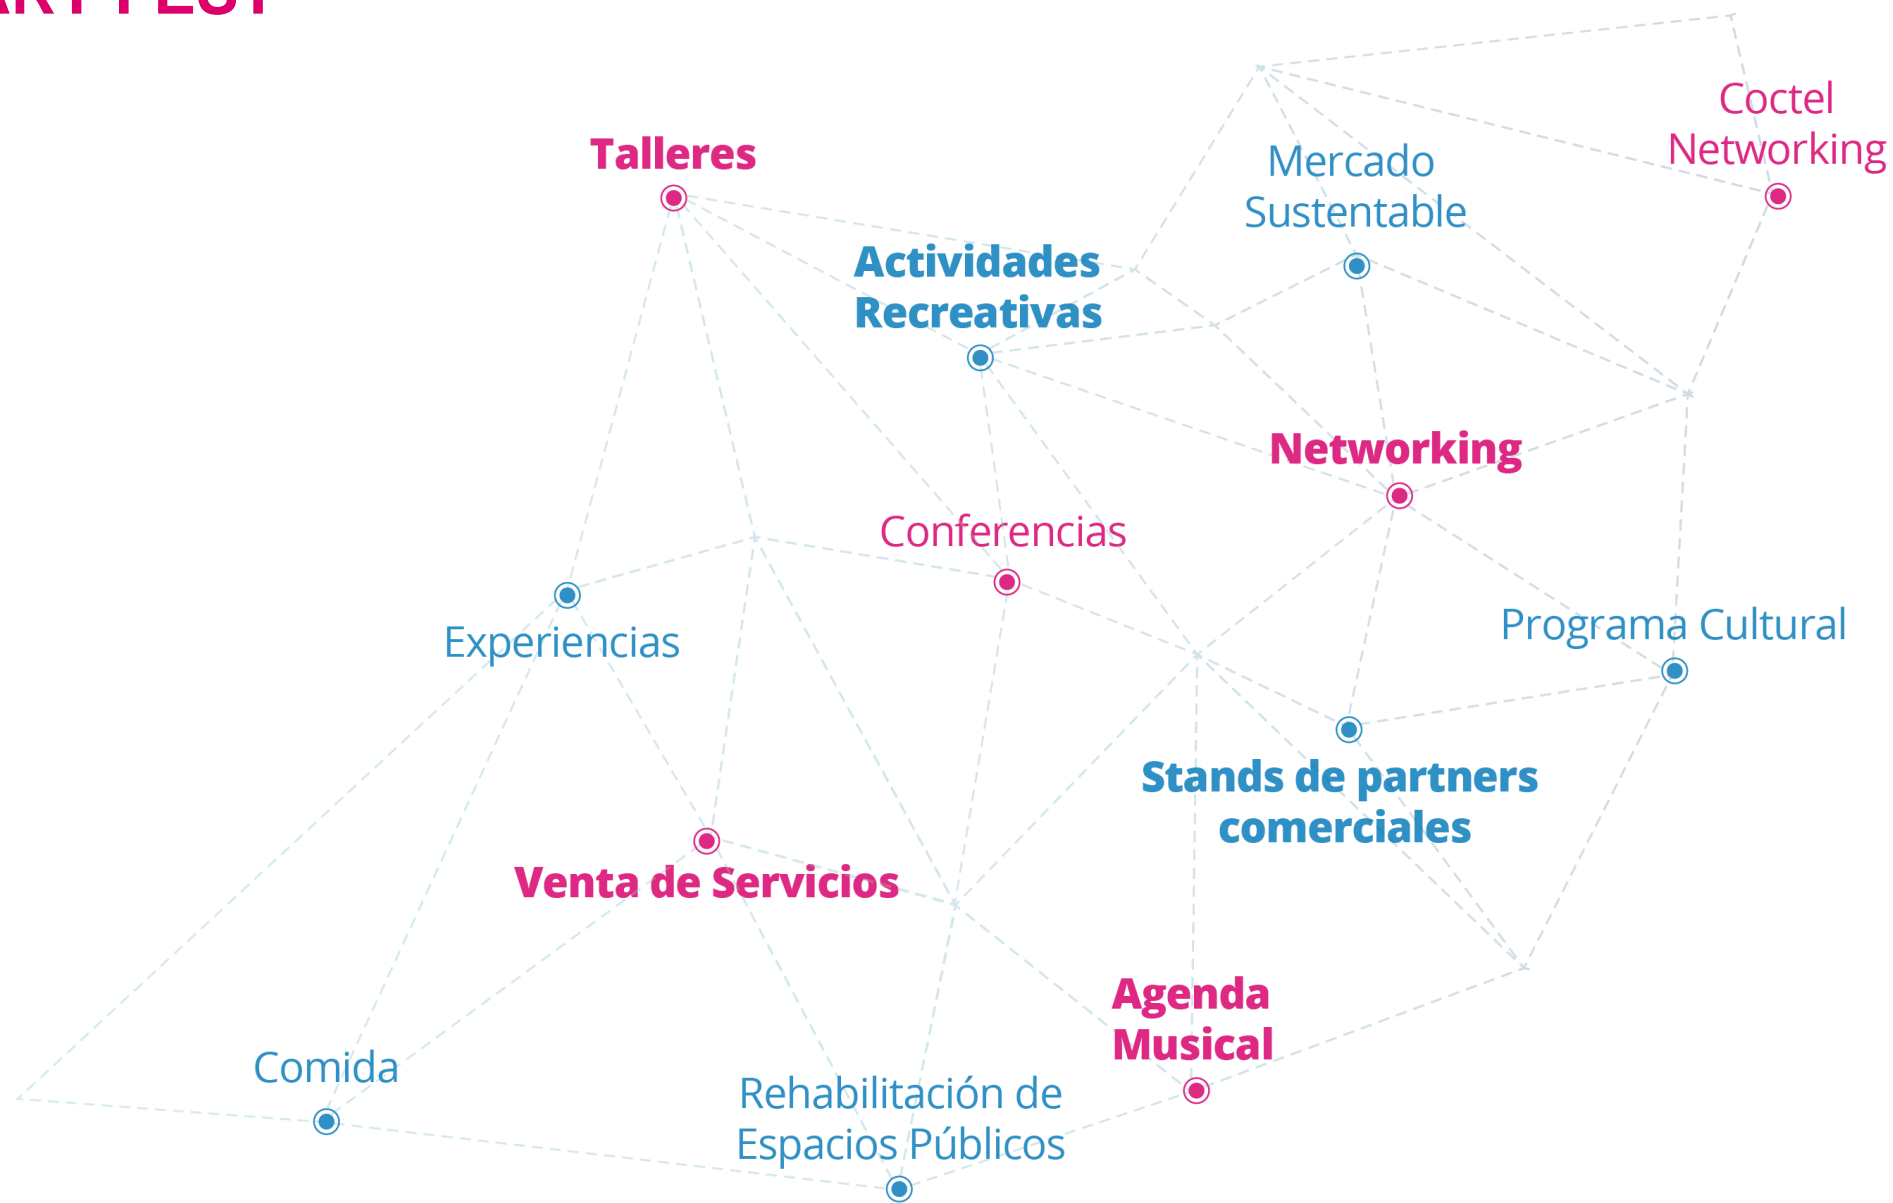 FEST
Coctel
Networking
Talleres
Mercado
Sustentable
Actividades
Recreativas
Networking
Conferencias
Experiencias
Programa Cultural
Stands de partners
comerciales
Venta de Servicios
Agenda
Musical
Comida
Rehabilitación de
Espacios Públicos